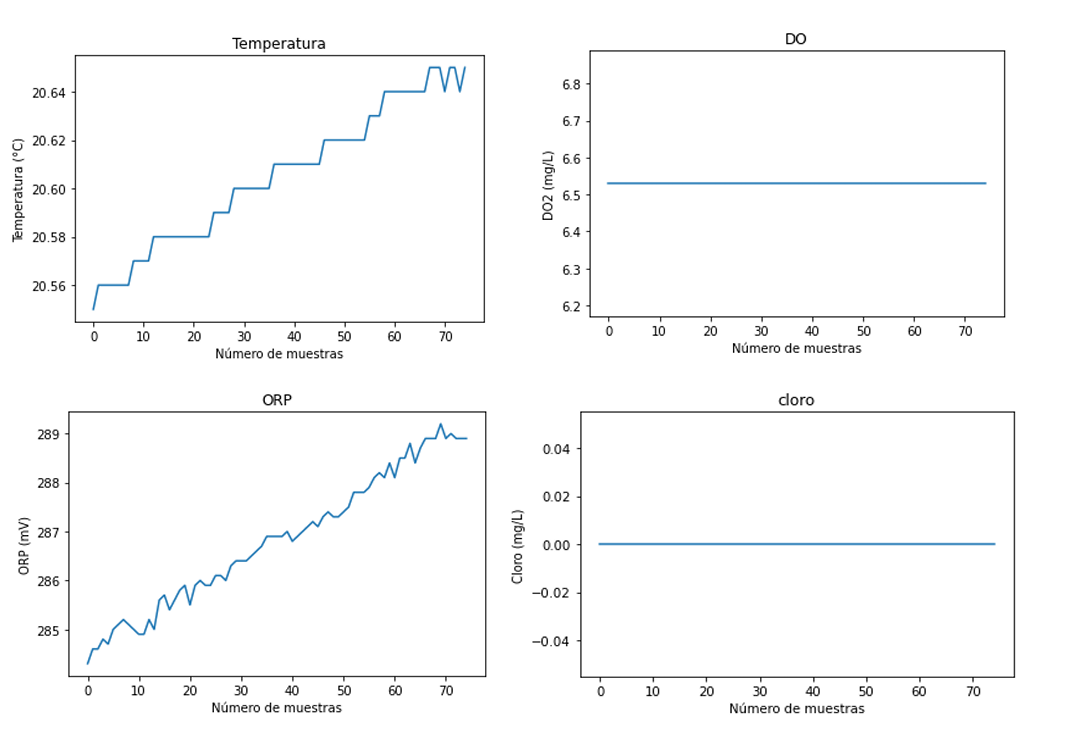 Temperatura
Temperatura (°C)
20.64
20.62
20.60
20.58
20.56
0 10 20 30 40 50 60 70
Número de muestras
DO
DO2 (mg/L)
6.8
6.7
6.6
6.5
6.4
6.3
6.2
0 10 20 30 40 50 60 70
Número de muestras
ORP
ORP (mV)
289
288
287
286
285
0 10 20 30 40 50 60 70
Número de muestras
cloro
Cloro (mg/L)
0.04
0.02
0.00
−0.02
−0.04
0 10 20 30 40 50 60 70
Número de muestras